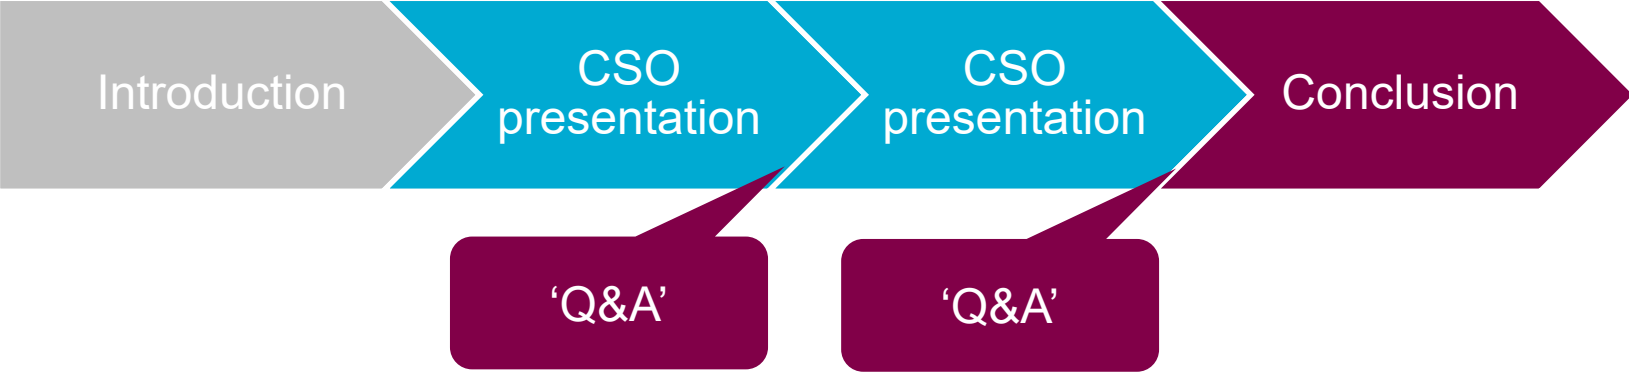 Introduction
CSO
presentation
CSO
presentation
Conclusion
‘Q&A’
‘Q&A’